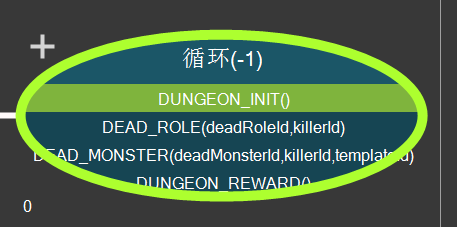 循环(-1)
DUNGEON_INIT()
DEAD_ROLE(deadRoleId,killerId)
DEAD_MONSTER(deadMonsterId,killerId,templateId)
DUNGEON_REWARD()
0